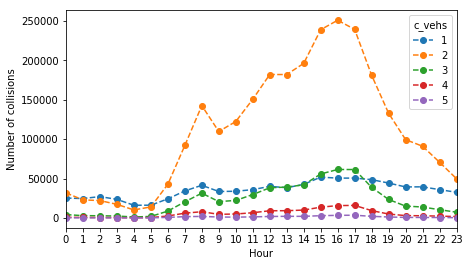 250000
200000
150000
100000
50000
0
Number of collisions
c_vehs
1
2
3
4
5
0 1 2 3 4 5 6 7 8 9 10 11 12 13 14 15 16 17 18 19 20 21 22 23
Hour